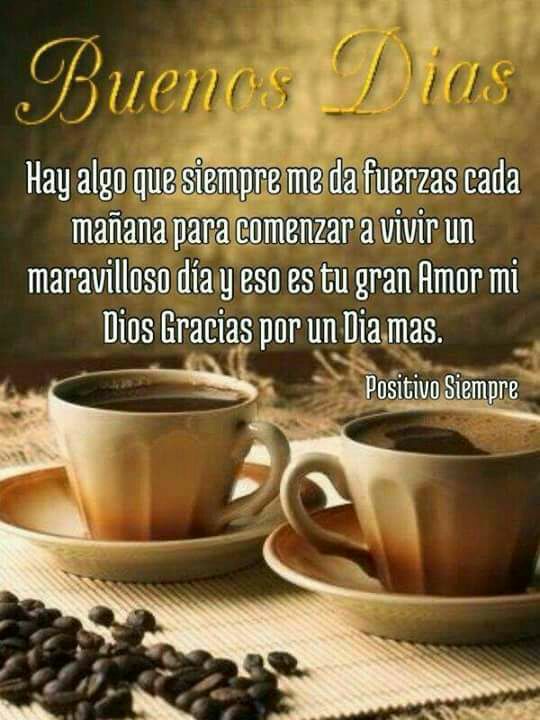 Buenos Dias
Hay algo que siempre me da fuerzas cada
mañana para comenzar a vivir un
maravilloso día y eso es tu gran Amor mi
Dios Gracias por un Dia mas.
Positivo Siempre